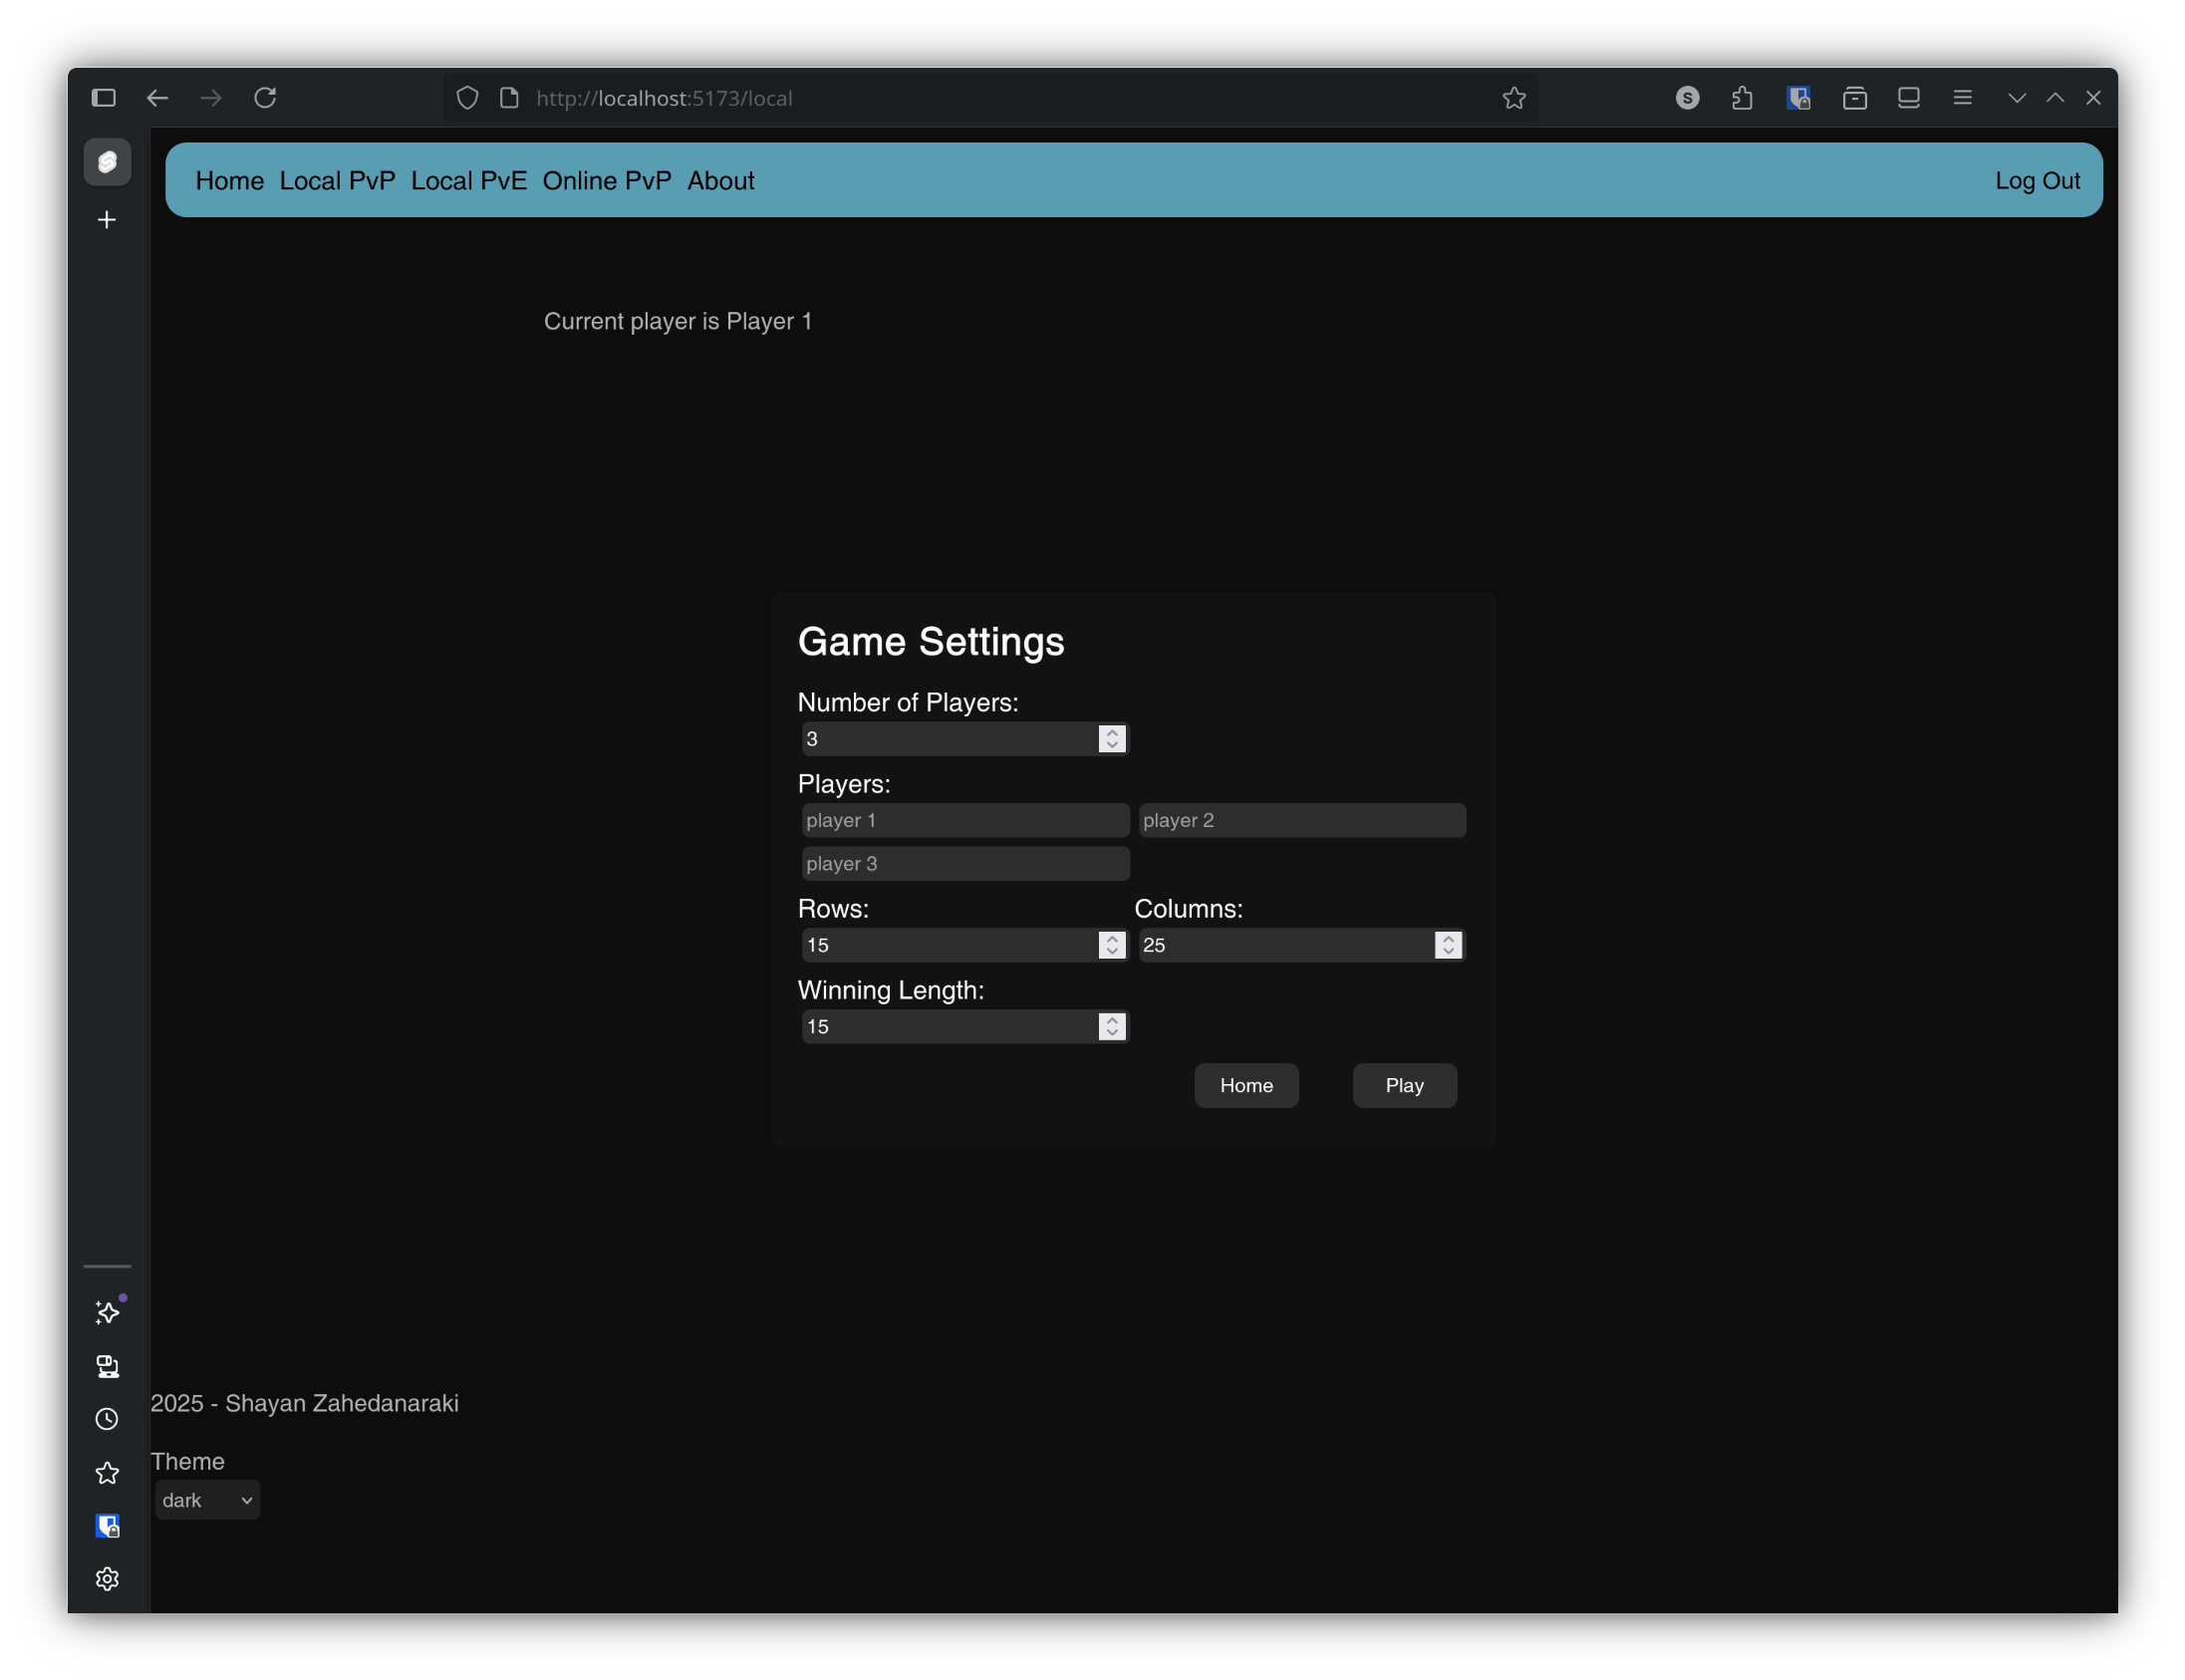 http://localhost:5173/local
S
Home Local PvP Local PvE Online PvP About Log Out
Current player is Player 1
Game Settings
Number of Players:
3
Players:
player 1 player 2
player 3
Rows: Columns:
15 25
Winning Length:
15
Home Play
2025 - Shayan Zahedanaraki
Theme
dark